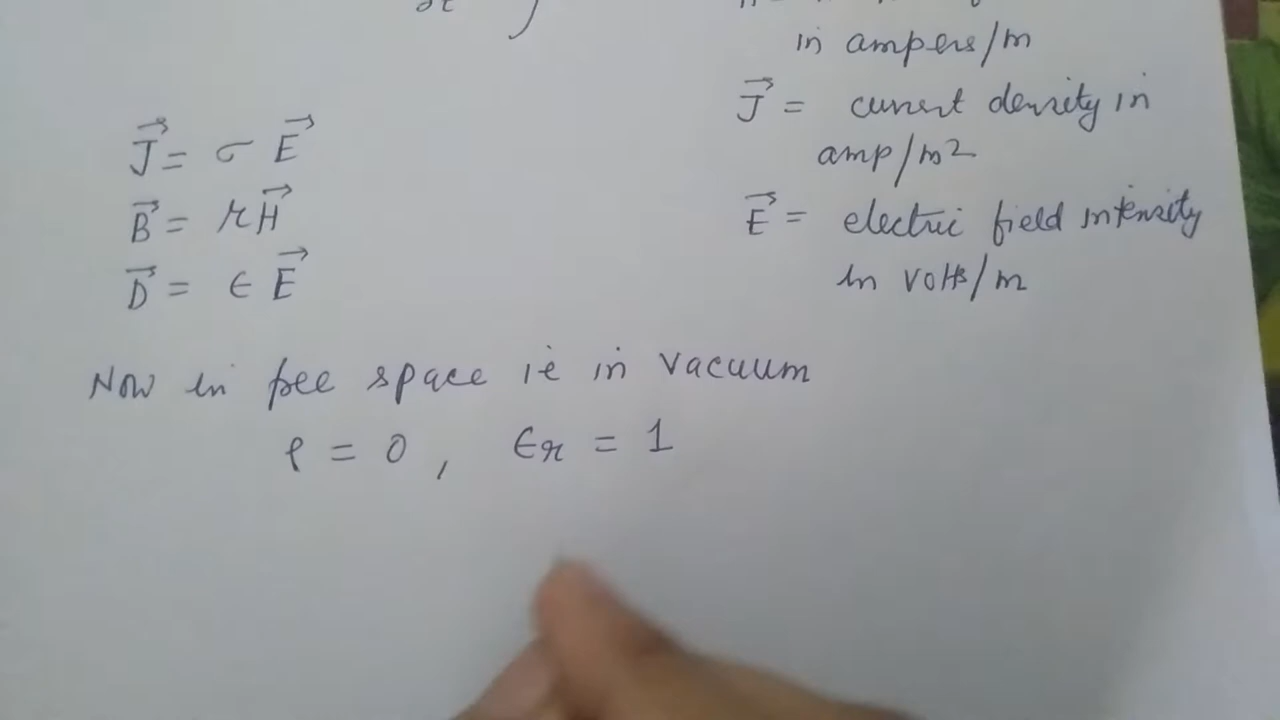 in ampers/m
J⃗ = current density in
amp/m2
E⃗ = electric field intensity
in volts/m
J⃗ = σ E⃗
B⃗ = μH⃗
D⃗ = ϵ E⃗
Now in free space ie in vacuum
ρ = 0 , ϵr = 1